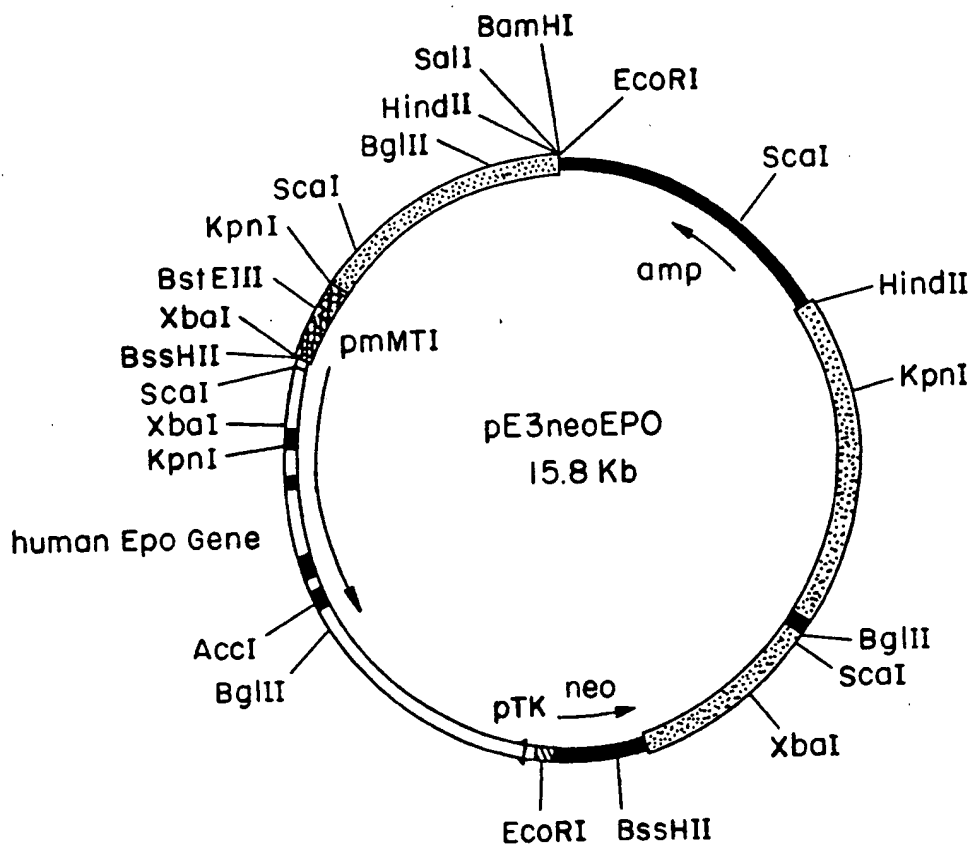 BamHI
SalI
EcoRI
HindII
BglII
ScaI
ScaI
KpnI
amp
BstEIII
HindII
XbaI
pmMTI
BssHII
KpnI
ScaI
XbaI
pE3neoEPO
KpnI
15.8 Kb
human Epo Gene
AccI
BglII
BglII
ScaI
pTK
neo
XbaI
EcoRI
BssHII